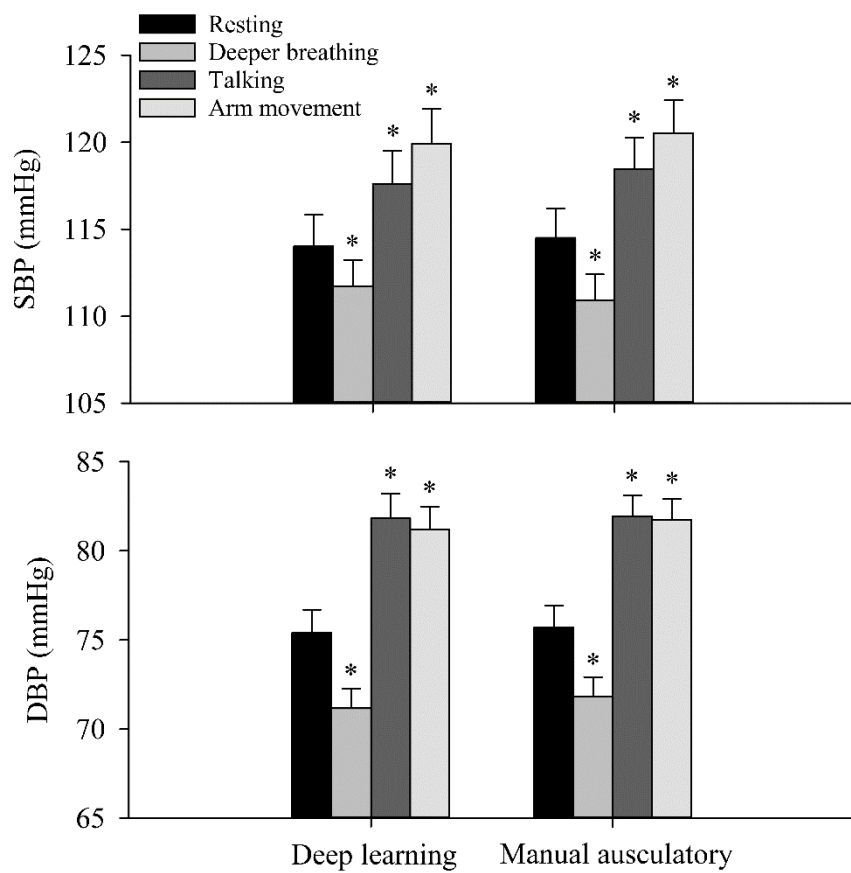 Resting
Deeper breathing
Talking
Arm movement
125
120
115
110
105
SBP (mmHg)
* * * * * *
85
80
75
70
65
DBP (mmHg)
* * * * * *
Deep learning Manual ausculatory